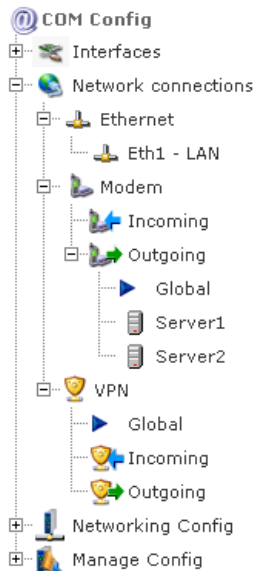 COM Config
Interfaces
Network connections
Ethernet
Eth1 - LAN
Modem
Incoming
Outgoing
Global
Server1
Server2
VPN
Global
Incoming
Outgoing
Networking Config
Manage Config